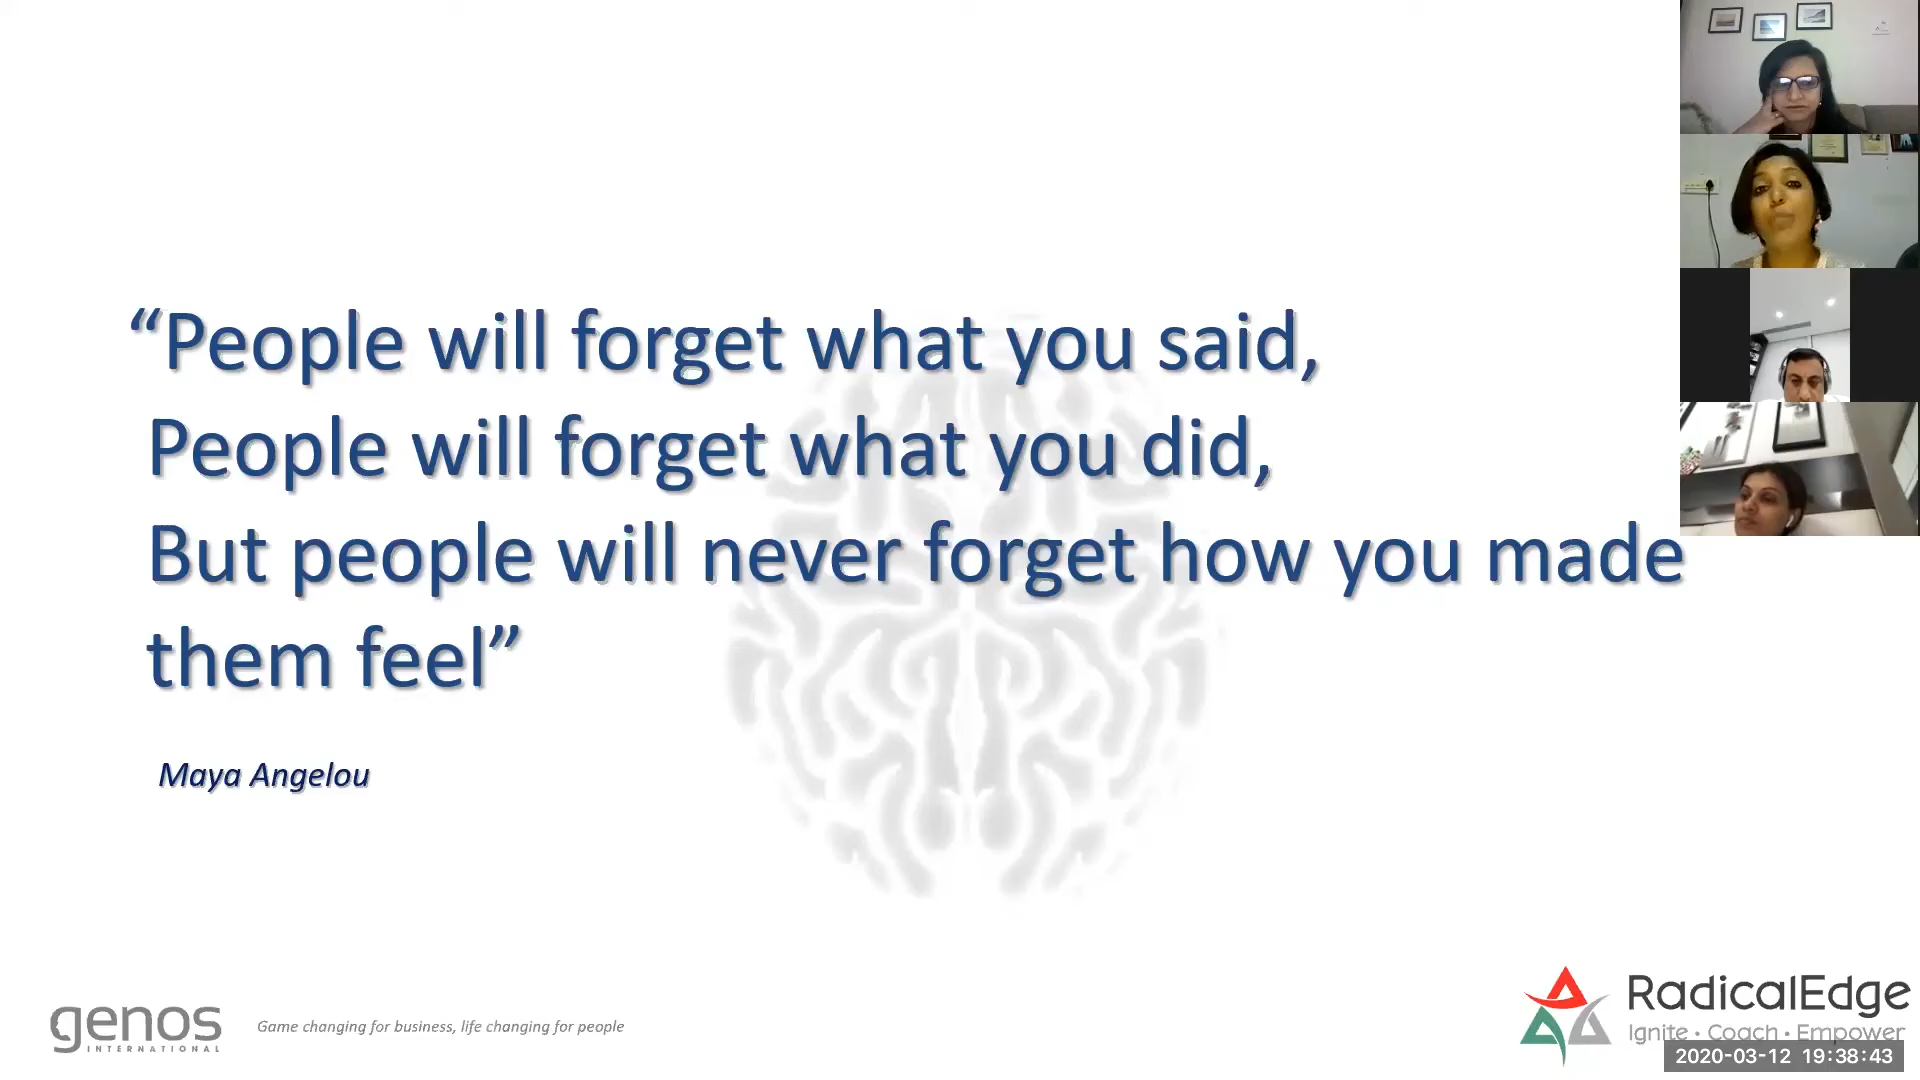 “People will forget what you said,
People will forget what you did,
But people will never forget how you made
them feel”
Maya Angelou
genos
INTERNATIONAL
Game changing for business, life changing for people
RadicalEdge
Ignite • Coach • Empower
2020-03-12 19:38:43